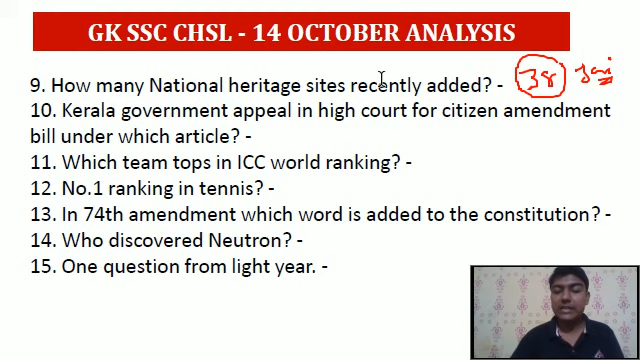 GK SSC CHSL - 14 OCTOBER ANALYSIS
9. How many National heritage sites recently added? - 38
10. Kerala government appeal in high court for citizen amendment
bill under which article? -
11. Which team tops in ICC world ranking? -
12. No.1 ranking in tennis? -
13. In 74th amendment which word is added to the constitution? -
14. Who discovered Neutron? -
15. One question from light year. -